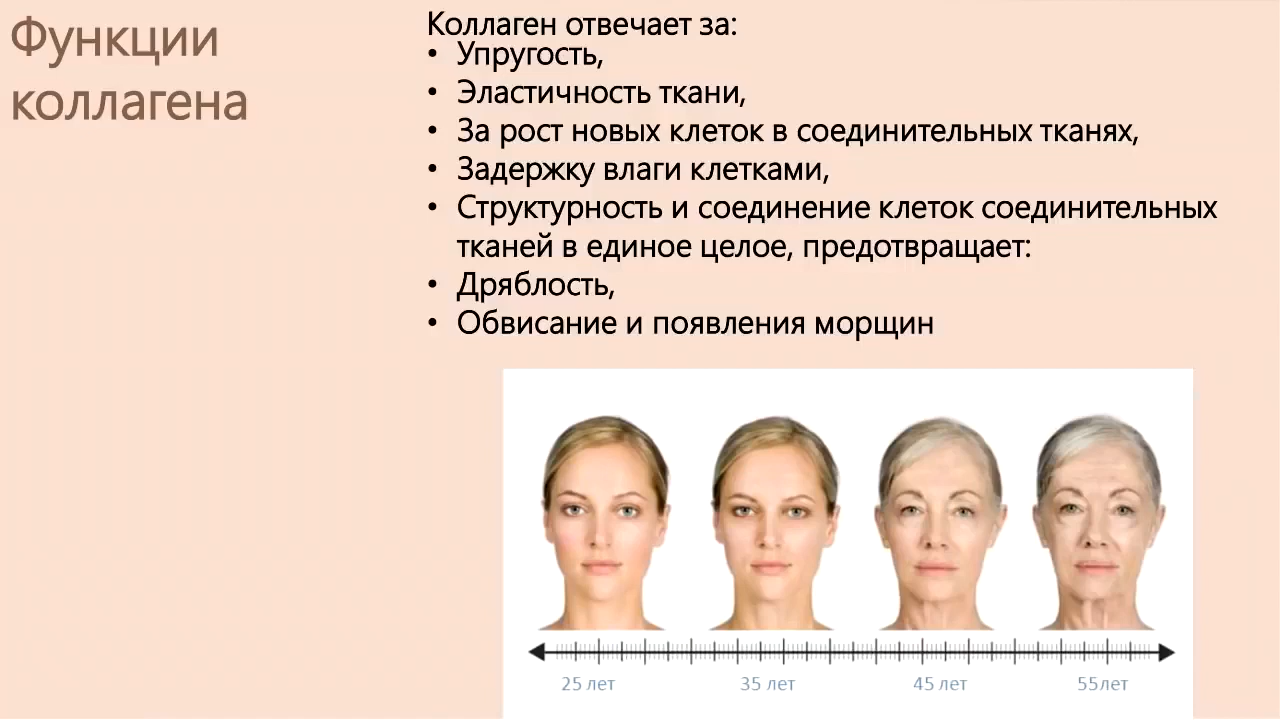 Функции
коллагена
Коллаген отвечает за:
• Упругость,
• Эластичность ткани,
• За рост новых клеток в соединительных тканях,
• Задержку влаги клетками,
• Структурность и соединение клеток соединительных
тканей в единое целое, предотвращает:
• Дряблость,
• Обвисание и появления морщин
25 лет 35 лет 45 лет 55лет